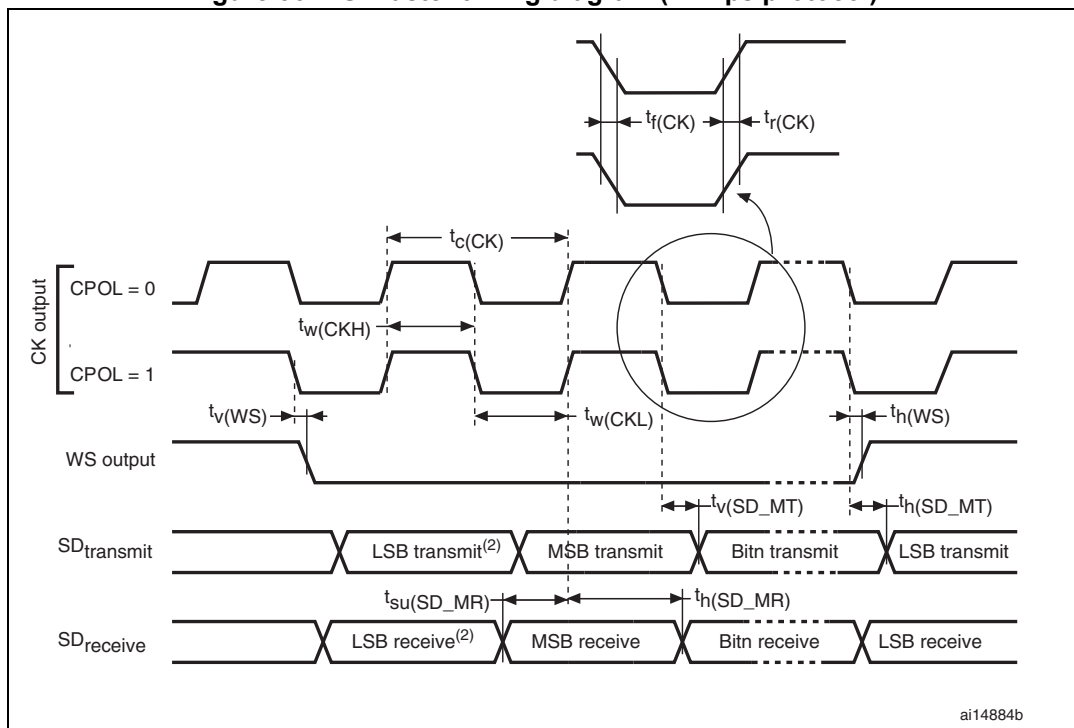 tf(CK)
tr(CK)
tc(CK)
CK output
CPOL = 0
tw(CKH)
CPOL = 1
tv(WS)
tw(CKL)
th(WS)
WS output
tv(SD_MT)
th(SD_MT)
SDtransmit
LSB transmit(2)
MSB transmit
Bitn transmit
LSB transmit
tsu(SD_MR)
th(SD_MR)
SDreceive
LSB receive(2)
MSB receive
Bitn receive
LSB receive
ai14884b